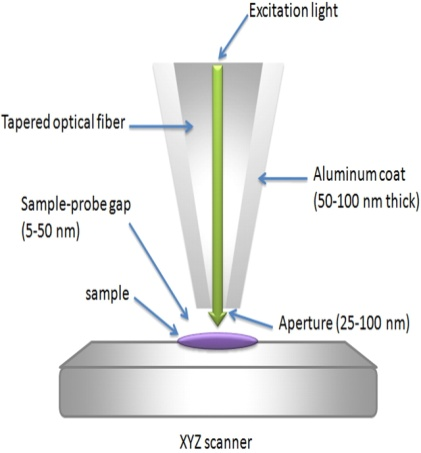 Excitation light
Tapered optical fiber
Aluminum coat
(50-100 nm thick)
Sample-probe gap
(5-50 nm)
sample
Aperture (25-100 nm)
XYZ scanner